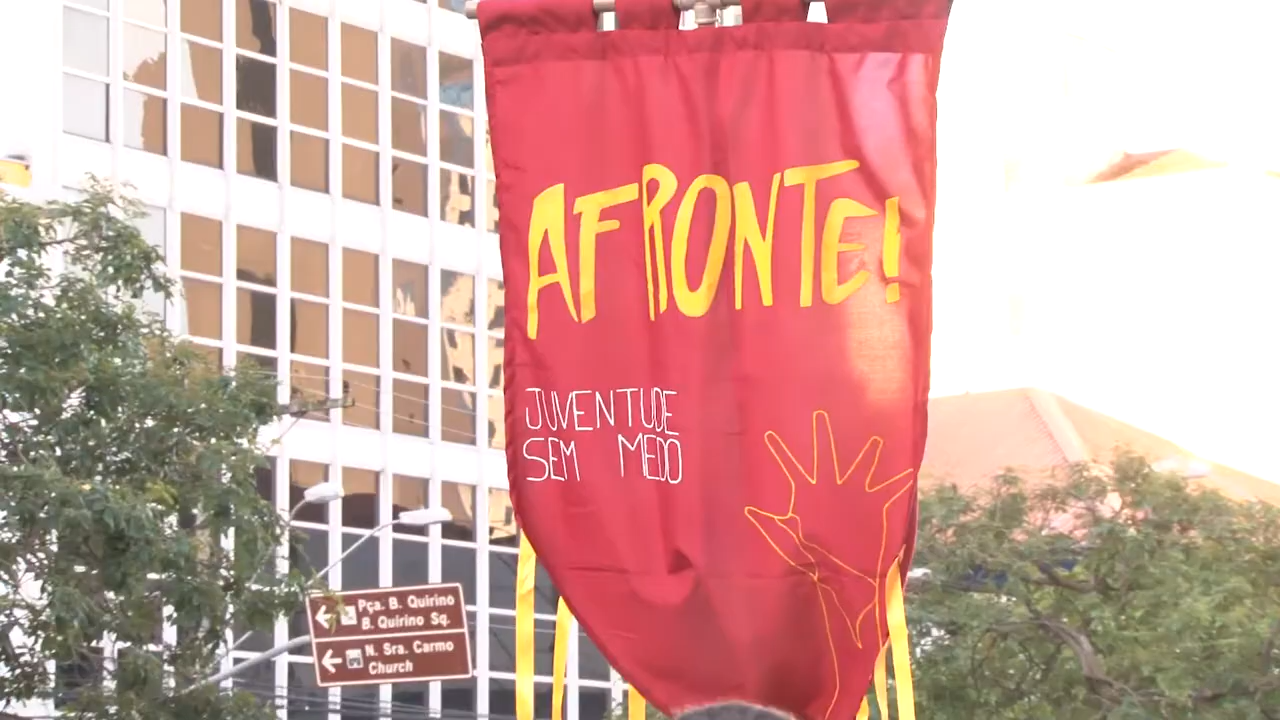 AFRONTE!
JUVENTUDE
SEM MEDO
Pça. B. Quirino
B. Quirino Sq.
N. Sra. Carmo
Church